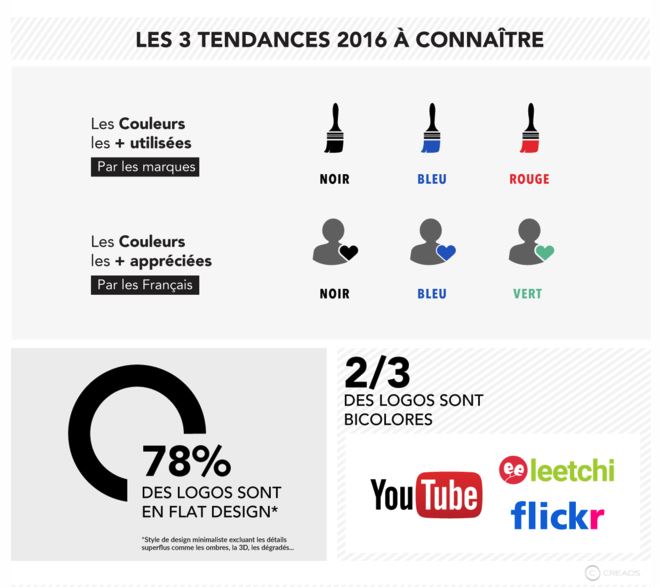 LES 3 TENDANCES 2016 À CONNAÎTRE
Les Couleurs
les + utilisées
Par les marques
NOIR BLEU ROUGE
Les Couleurs
les + appréciées
Par les Français
NOIR BLEU VERT
78%
DES LOGOS SONT
EN FLAT DESIGN*
*Style de design minimaliste excluant les détails
superflus comme les ombres, la 3D, les dégradés...
2/3
DES LOGOS SONT
BICOLORES
YouTube
ee leetchi
flickr
C CREADS